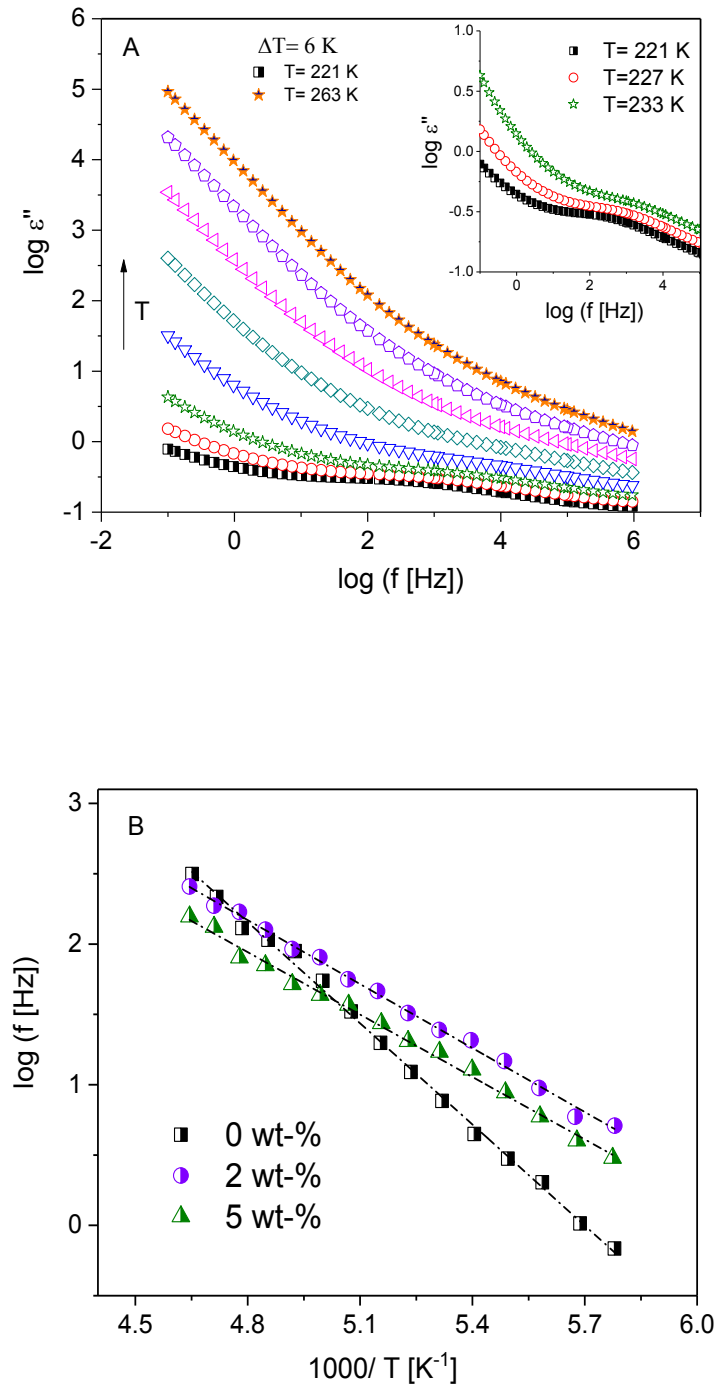 A
ΔT= 6 K
T= 221 K
T= 263 K
T
log ε"
6
5
4
3
2
1
0
-1
-2
0
2
4
6
log (f [Hz])
T= 221 K
T=227 K
T=233 K
log ε"
1.0
0.5
0.0
-0.5
-1.0
0
2
4
log (f [Hz])
B
log (f [Hz])
3
2
1
0
0 wt-%
2 wt-%
5 wt-%
4.5
4.8
5.1
5.4
5.7
6.0
1000/ T [K⁻¹]